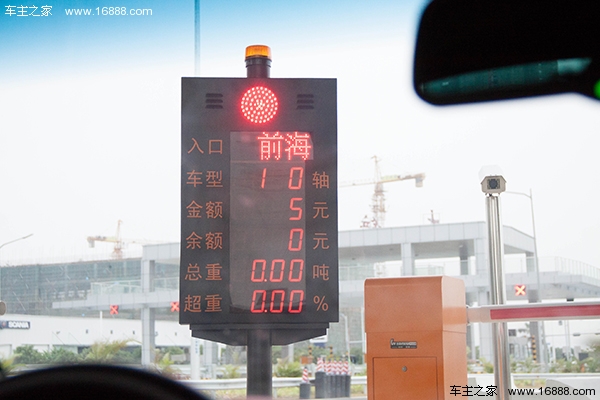 车主之家 www.16888.com
入口 前海
车型 1 0 轴
金额 5 元
余额 0 元
总重 0.00 吨
超重 0.00 %
SCANIA
车主之家 www.16888.com